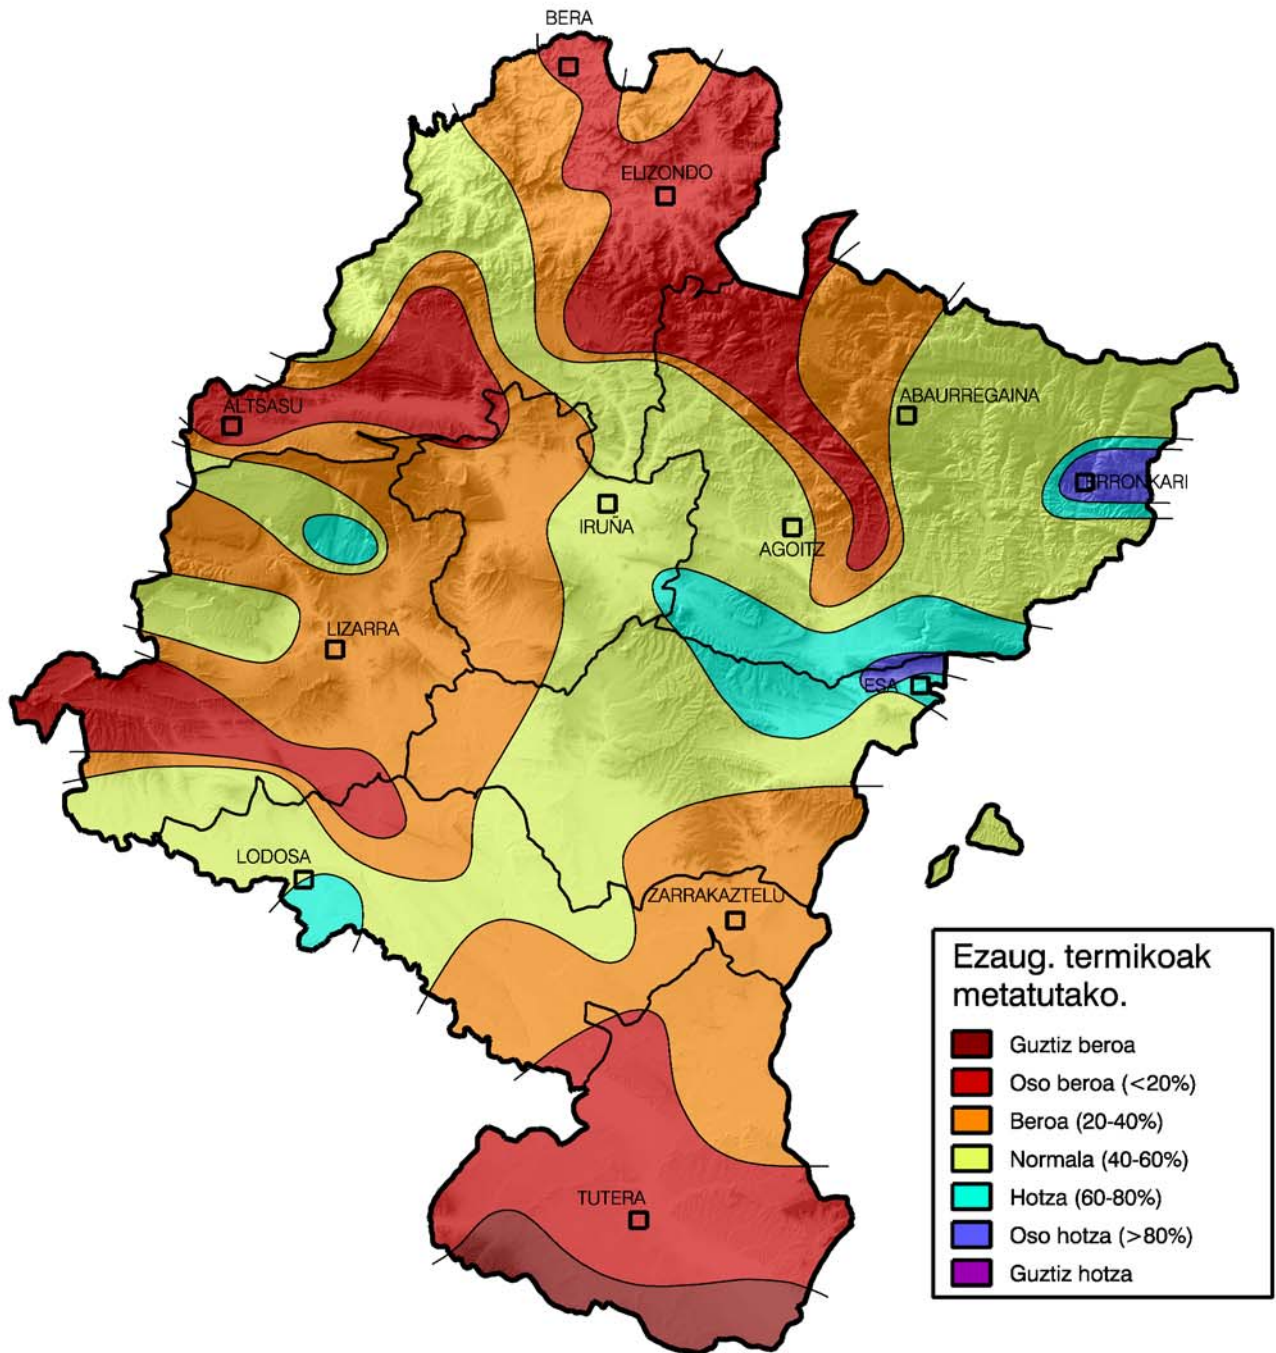 BERA
ELIZONDO
ALTSASU
ABAURREGAINA
ERRONKARI
IRUÑA
AGOITZ
LIZARRA
ESA
LODOSA
ZARRAKAZTELU
TUTERA
Ezaug. termikoak
metatutako.
Guztiz beroa
Oso beroa (<20%)
Beroa (20-40%)
Normala (40-60%)
Hotza (60-80%)
Oso hotza (>80%)
Guztiz hotza